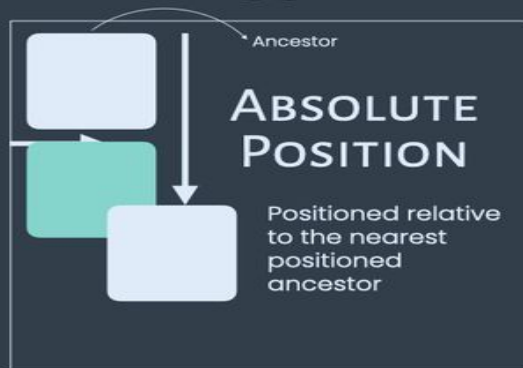 Ancestor
ABSOLUTE
POSITION
Positioned relative
to the nearest
positioned
ancestor